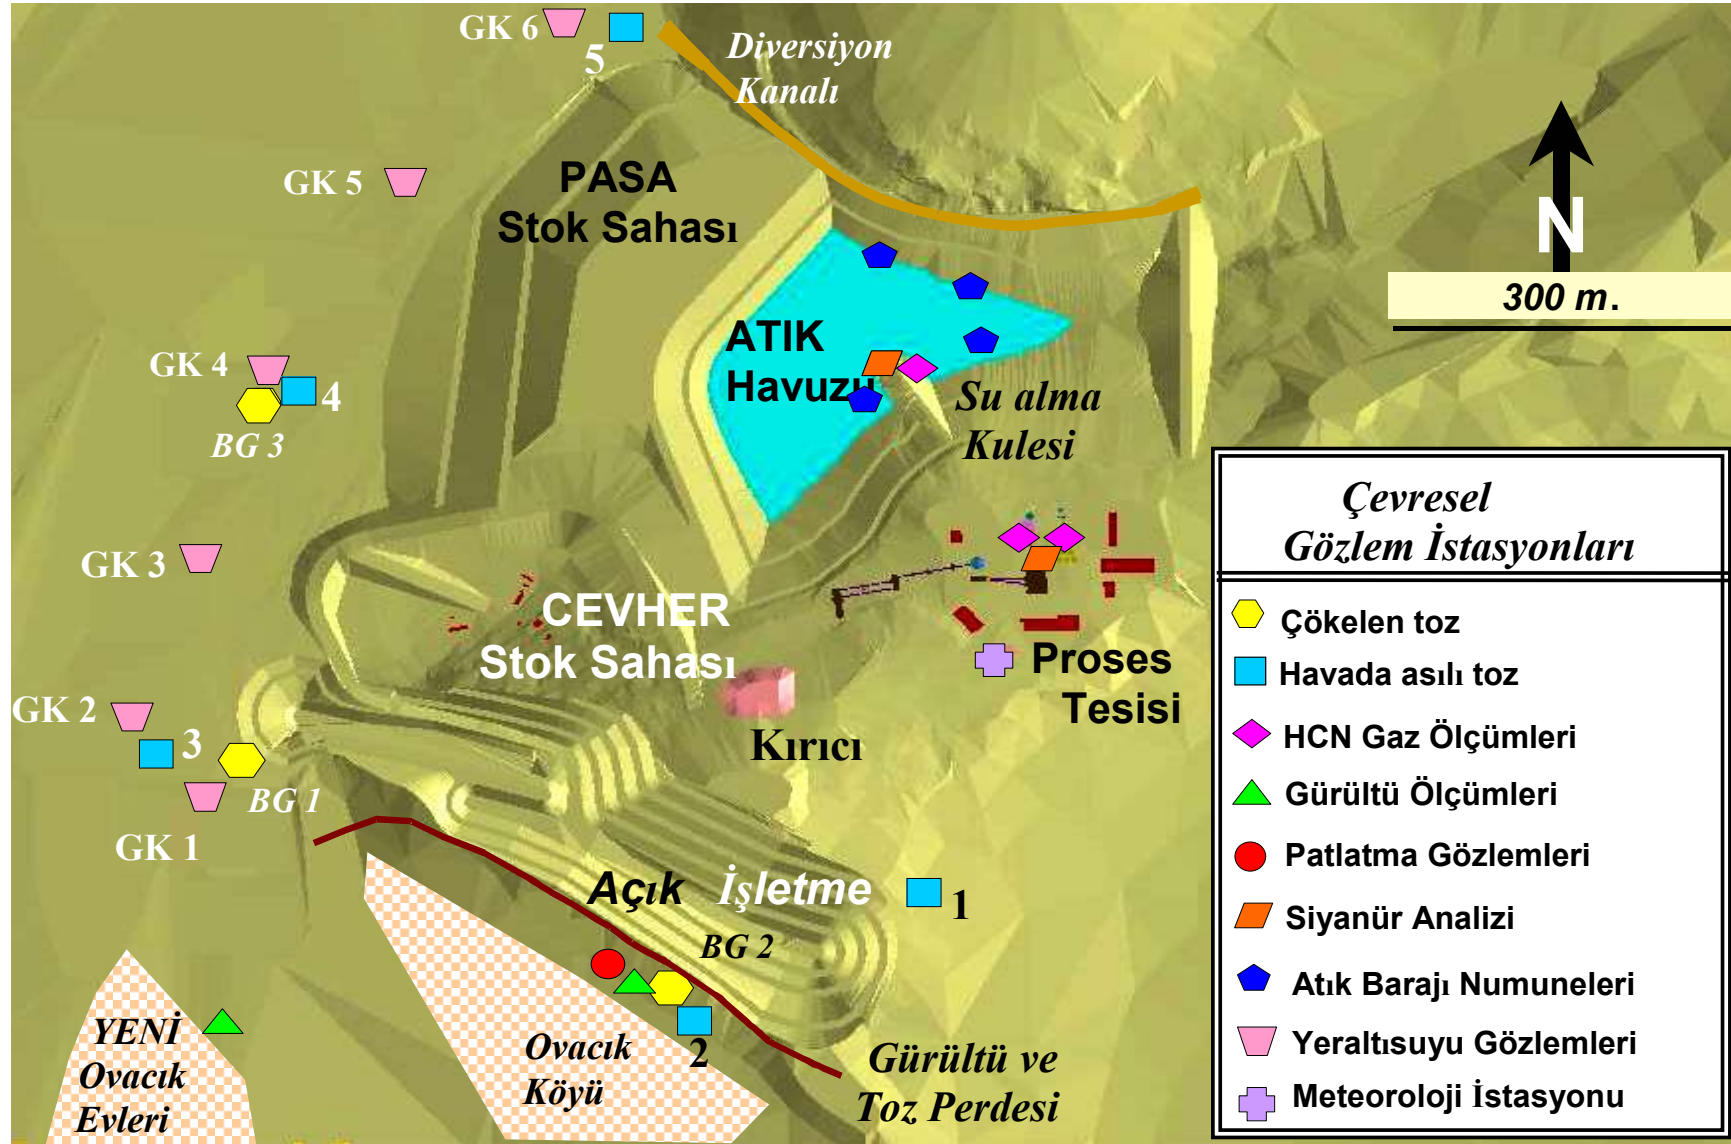 GK 6
5
Diversiyon
Kanalı
GK 5
PASA
Stok Sahası
N
300 m.
ATIK
Havuzu
GK 4
4
BG 3
Su alma
Kulesi
GK 3
CEVHER
Stok Sahası
Proses
Tesisi
GK 2
3
Kırıcı
BG 1
GK 1
Açık İşletme
1
BG 2
2
YENİ
Ovacık
Evleri
Ovacık
Köyü
Gürültü ve
Toz Perdesi
Çevresel
Gözlem İstasyonları
Çökelen toz
Havada asılı toz
HCN Gaz Ölçümleri
Gürültü Ölçümleri
Patlatma Gözlemleri
Siyanür Analizi
Atık Barajı Numuneleri
Yeraltısuyu Gözlemleri
Meteoroloji İstasyonu